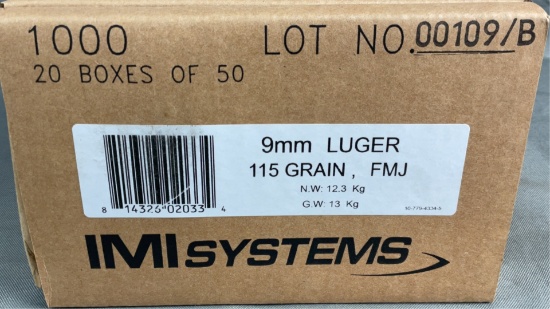 1000 LOT NO. 00109/B
20 BOXES OF 50
9mm LUGER
115 GRAIN , FMJ
N.W: 12.3 Kg
G.W: 13 Kg
8 14326 02033 4
IMI SYSTEMS